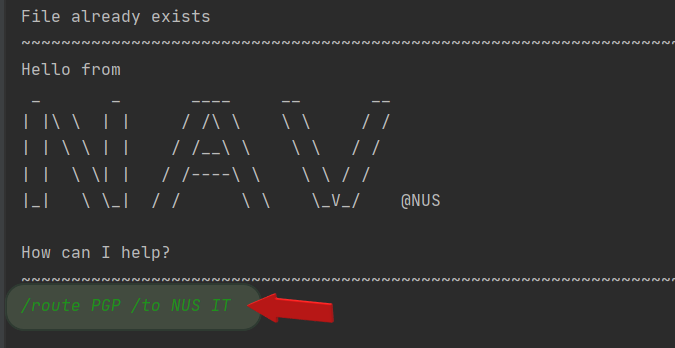 File already exists
~~~~~~~~~~~~~~~~~~~~~~~~~~~~~~~~~~~~~~~~~~~~~~~~~~~~~~~~~~~~~~~~~~
Hello from
 _       _       ____     __       __
| |\ \  | |     / /\ \    \ \     / /
| | \ \ | |    / /__\ \    \ \   / /
| |  \ \| |   / /----\ \    \ \ / /
|_|   \ \_|  / /      \ \    \_V_/    @NUS
How can I help?
~~~~~~~~~~~~~~~~~~~~~~~~~~~~~~~~~~~~~~~~~~~~~~~~~~~~~~~~~~~~~~~~~~
/route PGP /to NUS IT